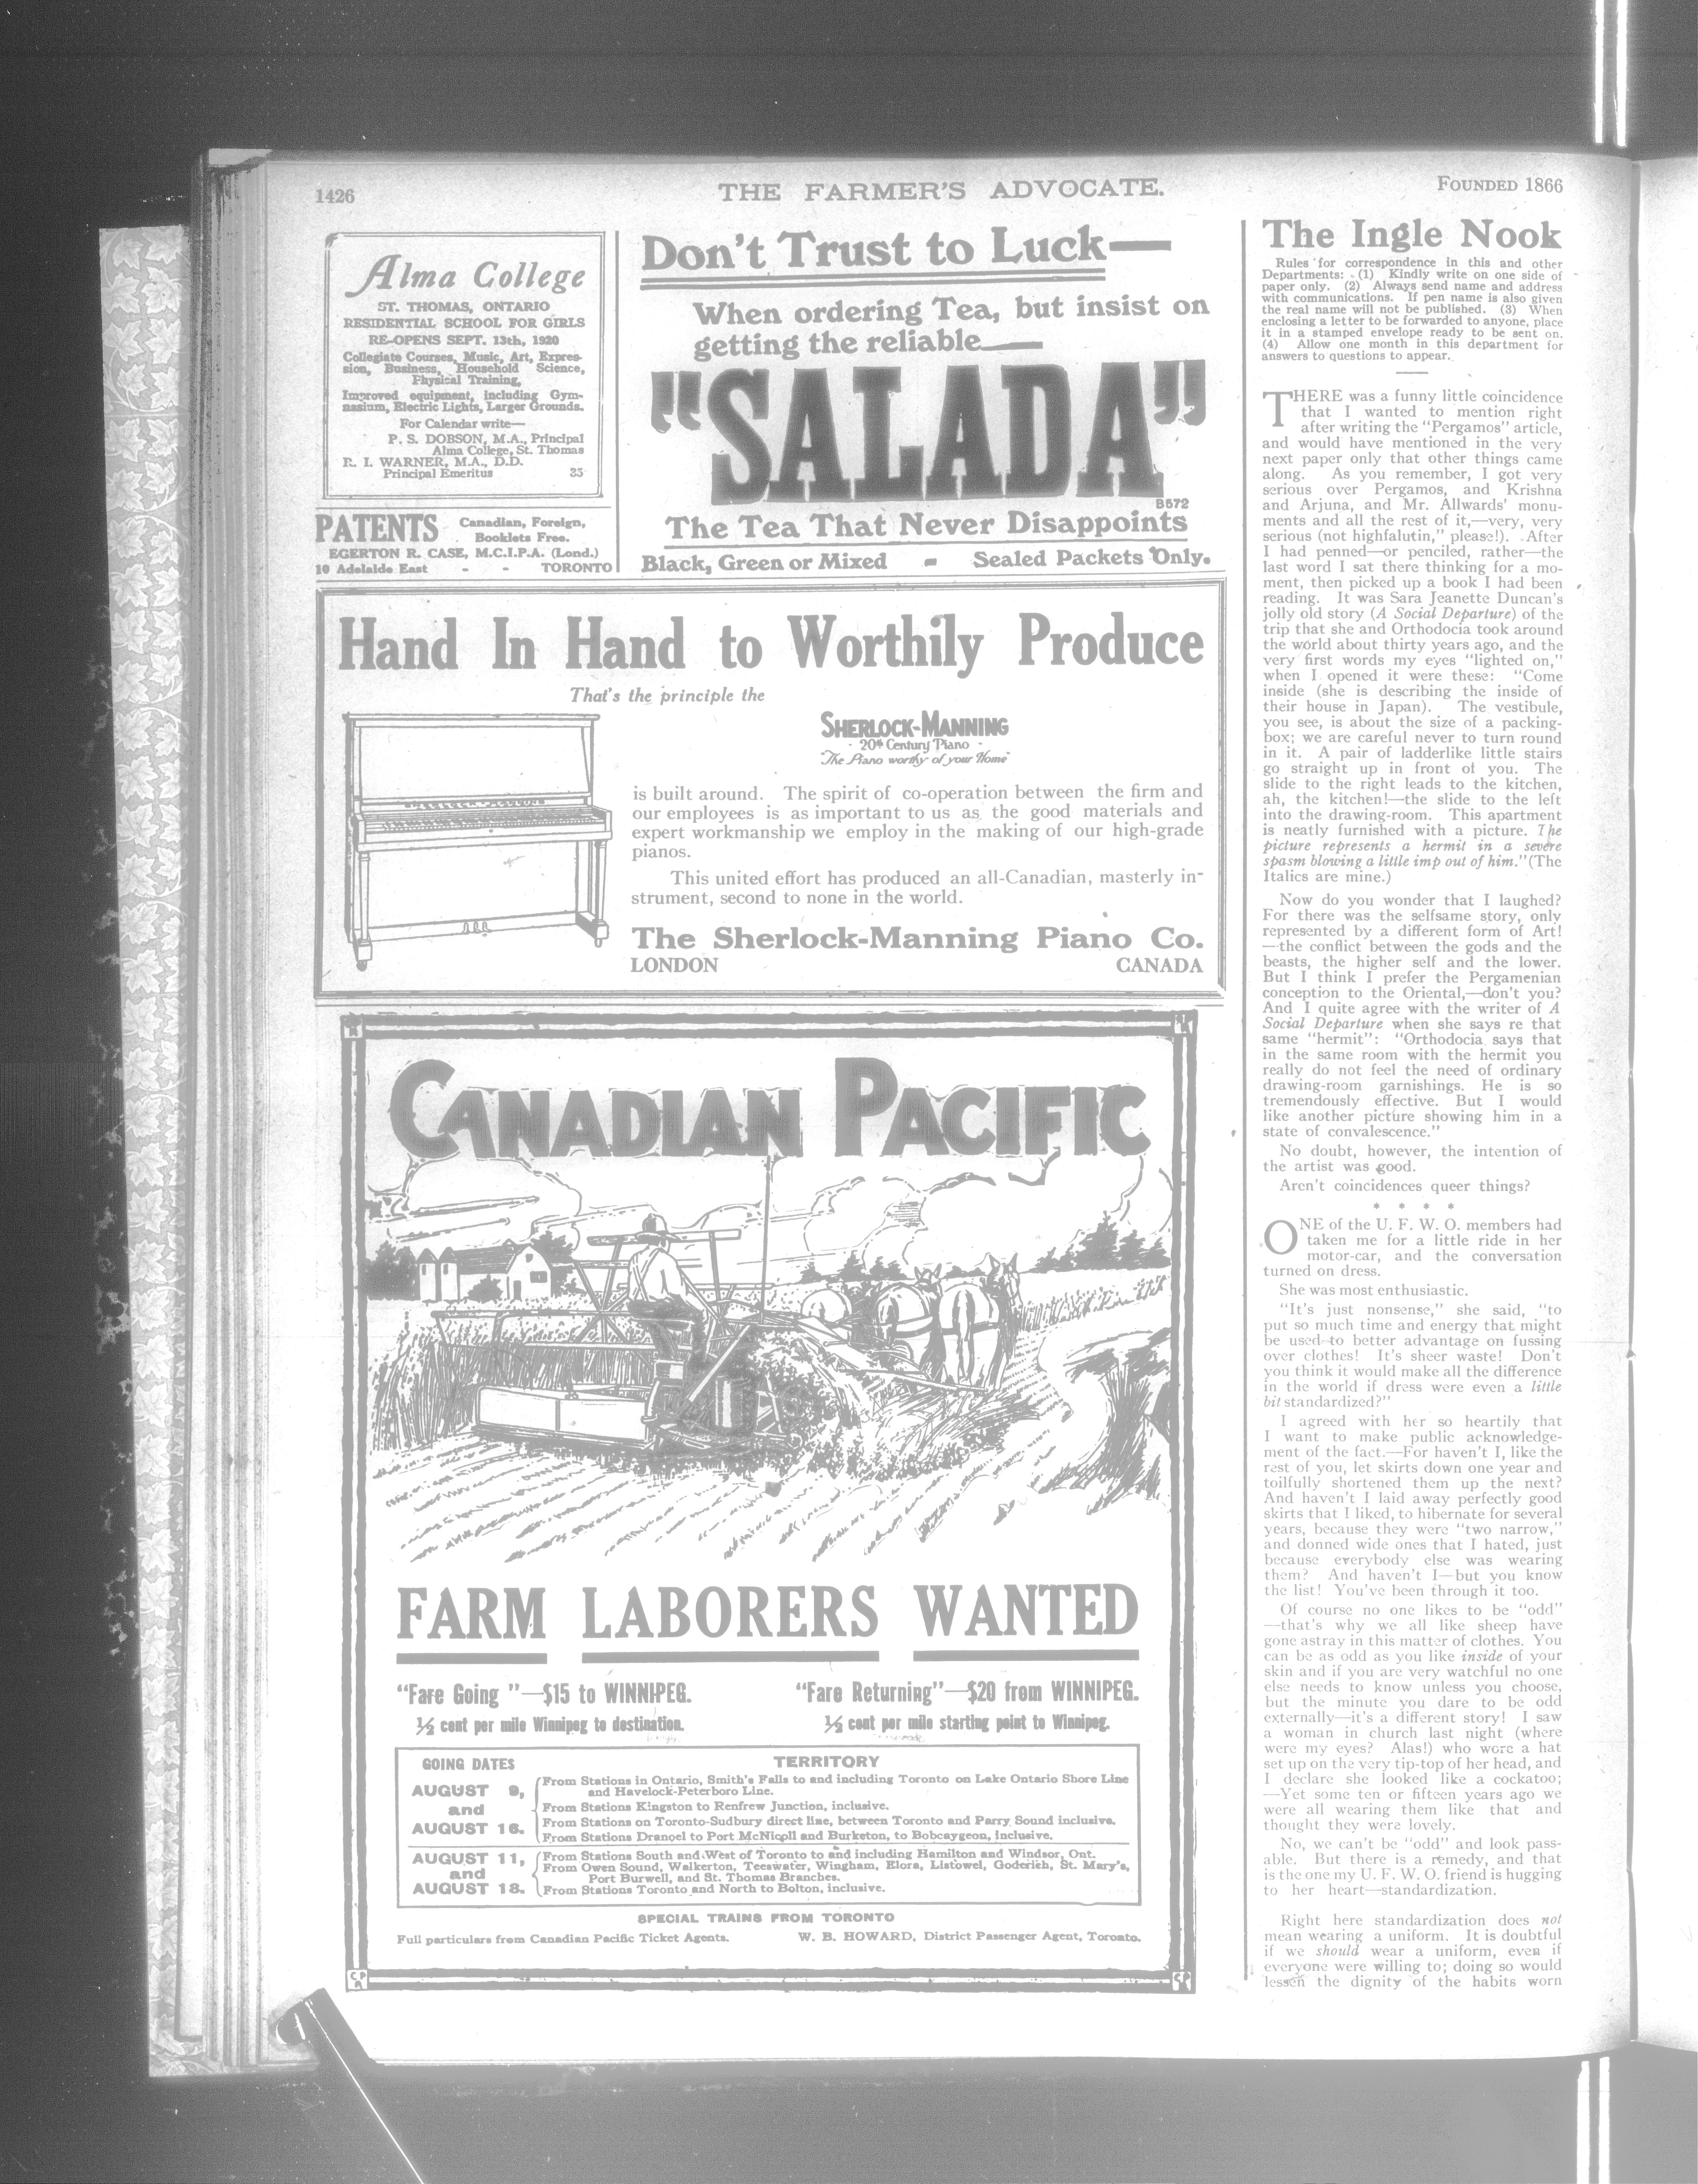 1426
THE FARMER'S ADVOCATE.
FOUNDED 1866
Alma College
ST. THOMAS, ONTARIO
RESIDENTIAL SCHOOL FOR GIRLS
RE-OPENS SEPT. 13th, 1920
Collegiate Courses, Music, Art, Expres-
sion, Business, Household Science,
Physical Training,
Improved equipment, including Gym-
nasium, Electric Lights, Larger Grounds.
For Calendar write—
P. S. DOBSON, M.A., Principal
Alma College, St. Thomas
R. I. WARNER, M.A., D.D.
Principal Emeritus 35
PATENTS Canadian, Foreign,
Booklets Free.
EGERTON R. CASE, M.C.I.P.A. (Lond.)
10 Adelaide East - - TORONTO
Don't Trust to Luck—
When ordering Tea, but insist on
getting the reliable—
"SALADA"
B572
The Tea That Never Disappoints
Black, Green or Mixed - Sealed Packets Only.
Hand In Hand to Worthily Produce
That's the principle the
SHERLOCK-MANNING
· 20th Century Piano ·
"The Piano worthy of your Home"
is built around. The spirit of co-operation between the firm and
our employees is as important to us as the good materials and
expert workmanship we employ in the making of our high-grade
pianos.
This united effort has produced an all-Canadian, masterly in-
strument, second to none in the world.
The Sherlock-Manning Piano Co.
LONDON CANADA
CANADIAN PACIFIC
FARM LABORERS WANTED
"Fare Going "—$15 to WINNIPEG.
½ cent per mile Winnipeg to destination.
"Fare Returning"—$20 from WINNIPEG.
½ cent per mile starting point to Winnipeg.
GOING DATES
TERRITORY
AUGUST 9,
and
AUGUST 16.
From Stations in Ontario, Smith's Falls to and including Toronto on Lake Ontario Shore Line
and Havelock-Peterboro Line.
From Stations Kingston to Renfrew Junction, inclusive.
From Stations on Toronto-Sudbury direct line, between Toronto and Parry Sound inclusive.
From Stations Dranoel to Port McNicoll and Burketon, to Bobcaygeon, inclusive.
AUGUST 11,
and
AUGUST 18.
From Stations South and West of Toronto to and including Hamilton and Windsor, Ont.
From Owen Sound, Walkerton, Teeswater, Wingham, Elora, Listowel, Goderich, St. Mary's,
Port Burwell, and St. Thomas Branches.
From Stations Toronto and North to Bolton, inclusive.
SPECIAL TRAINS FROM TORONTO
Full particulars from Canadian Pacific Ticket Agents. W. B. HOWARD, District Passenger Agent, Toronto.
The Ingle Nook
Rules for correspondence in this and other
Departments: (1) Kindly write on one side of
paper only. (2) Always send name and address
with communications. If pen name is also given
the real name will not be published. (3) When
enclosing a letter to be forwarded to anyone, place
it in a stamped envelope ready to be sent on.
(4) Allow one month in this department for
answers to questions to appear.
THERE was a funny little coincidence
that I wanted to mention right
after writing the "Pergamos" article,
and would have mentioned in the very
next paper only that other things came
along. As you remember, I got very
serious over Pergamos, and Krishna
and Arjuna, and Mr. Allwards' monu-
ments and all the rest of it,—very, very
serious (not highfalutin," please!). After
I had penned—or penciled, rather—the
last word I sat there thinking for a mo-
ment, then picked up a book I had been
reading. It was Sara Jeanette Duncan's
jolly old story (A Social Departure) of the
trip that she and Orthodocia took around
the world about thirty years ago, and the
very first words my eyes "lighted on,"
when I opened it were these: "Come
inside (she is describing the inside of
their house in Japan). The vestibule,
you see, is about the size of a packing-
box; we are careful never to turn round
in it. A pair of ladderlike little stairs
go straight up in front of you. The
slide to the right leads to the kitchen,
ah, the kitchen!—the slide to the left
into the drawing-room. This apartment
is neatly furnished with a picture. The
picture represents a hermit in a severe
spasm blowing a little imp out of him." (The
Italics are mine.)
Now do you wonder that I laughed?
For there was the selfsame story, only
represented by a different form of Art!
—the conflict between the gods and the
beasts, the higher self and the lower.
But I think I prefer the Pergamenian
conception to the Oriental,—don't you?
And I quite agree with the writer of A
Social Departure when she says re that
same "hermit": "Orthodocia says that
in the same room with the hermit you
really do not feel the need of ordinary
drawing-room garnishings. He is so
tremendously effective. But I would
like another picture showing him in a
state of convalescence."
No doubt, however, the intention of
the artist was good.
Aren't coincidences queer things?
* * * *
ONE of the U. F. W. O. members had
taken me for a little ride in her
motor-car, and the conversation
turned on dress.
She was most enthusiastic.
"It's just nonsense," she said, "to
put so much time and energy that might
be used to better advantage on fussing
over clothes! It's sheer waste! Don't
you think it would make all the difference
in the world if dress were even a little
bit standardized?"
I agreed with her so heartily that
I want to make public acknowledge-
ment of the fact.—For haven't I, like the
rest of you, let skirts down one year and
toilfully shortened them up the next?
And haven't I laid away perfectly good
skirts that I liked, to hibernate for several
years, because they were "two narrow,"
and donned wide ones that I hated, just
because everybody else was wearing
them? And haven't I—but you know
the list! You've been through it too.
Of course no one likes to be "odd"
—that's why we all like sheep have
gone astray in this matter of clothes. You
can be as odd as you like inside of your
skin and if you are very watchful no one
else needs to know unless you choose,
but the minute you dare to be odd
externally—it's a different story! I saw
a woman in church last night (where
were my eyes? Alas!) who wore a hat
set up on the very tip-top of her head, and
I declare she looked like a cockatoo;
—Yet some ten or fifteen years ago we
were all wearing them like that and
thought they were lovely.
No, we can't be "odd" and look pass-
able. But there is a remedy, and that
is the one my U. F. W. O. friend is hugging
to her heart—standardization.
Right here standardization does not
mean wearing a uniform. It is doubtful
if we should wear a uniform, even if
everyone were willing to; doing so would
lessen the dignity of the habits worn